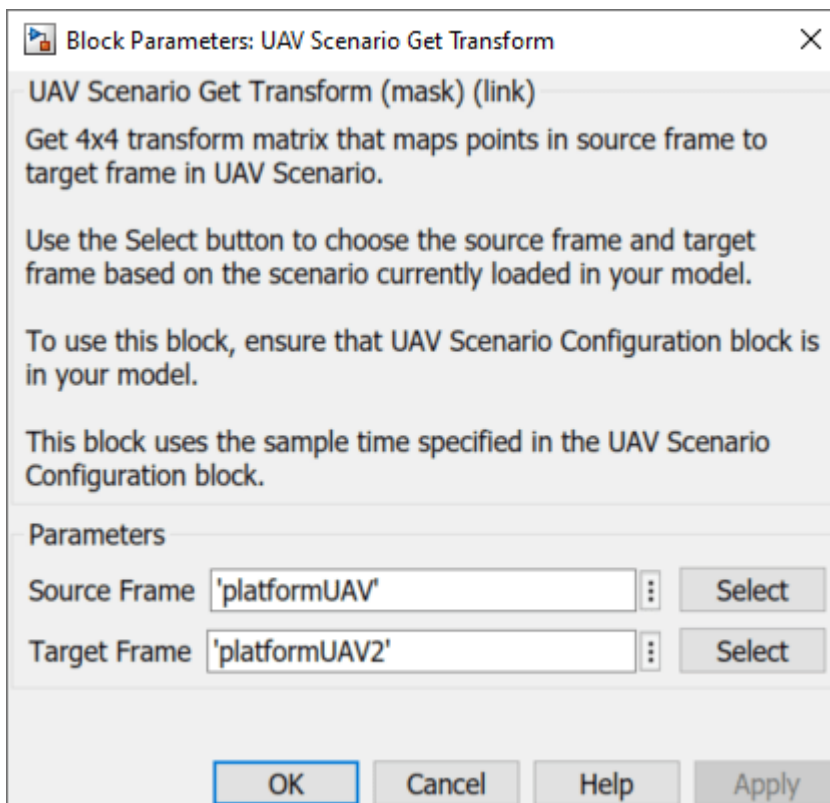 Block Parameters: UAV Scenario Get Transform
UAV Scenario Get Transform (mask) (link)
Get 4x4 transform matrix that maps points in source frame to
target frame in UAV Scenario.
Use the Select button to choose the source frame and target
frame based on the scenario currently loaded in your model.
To use this block, ensure that UAV Scenario Configuration block is
in your model.
This block uses the sample time specified in the UAV Scenario
Configuration block.
Parameters
Source Frame 'platformUAV' Select
Target Frame 'platformUAV2' Select
OK Cancel Help Apply